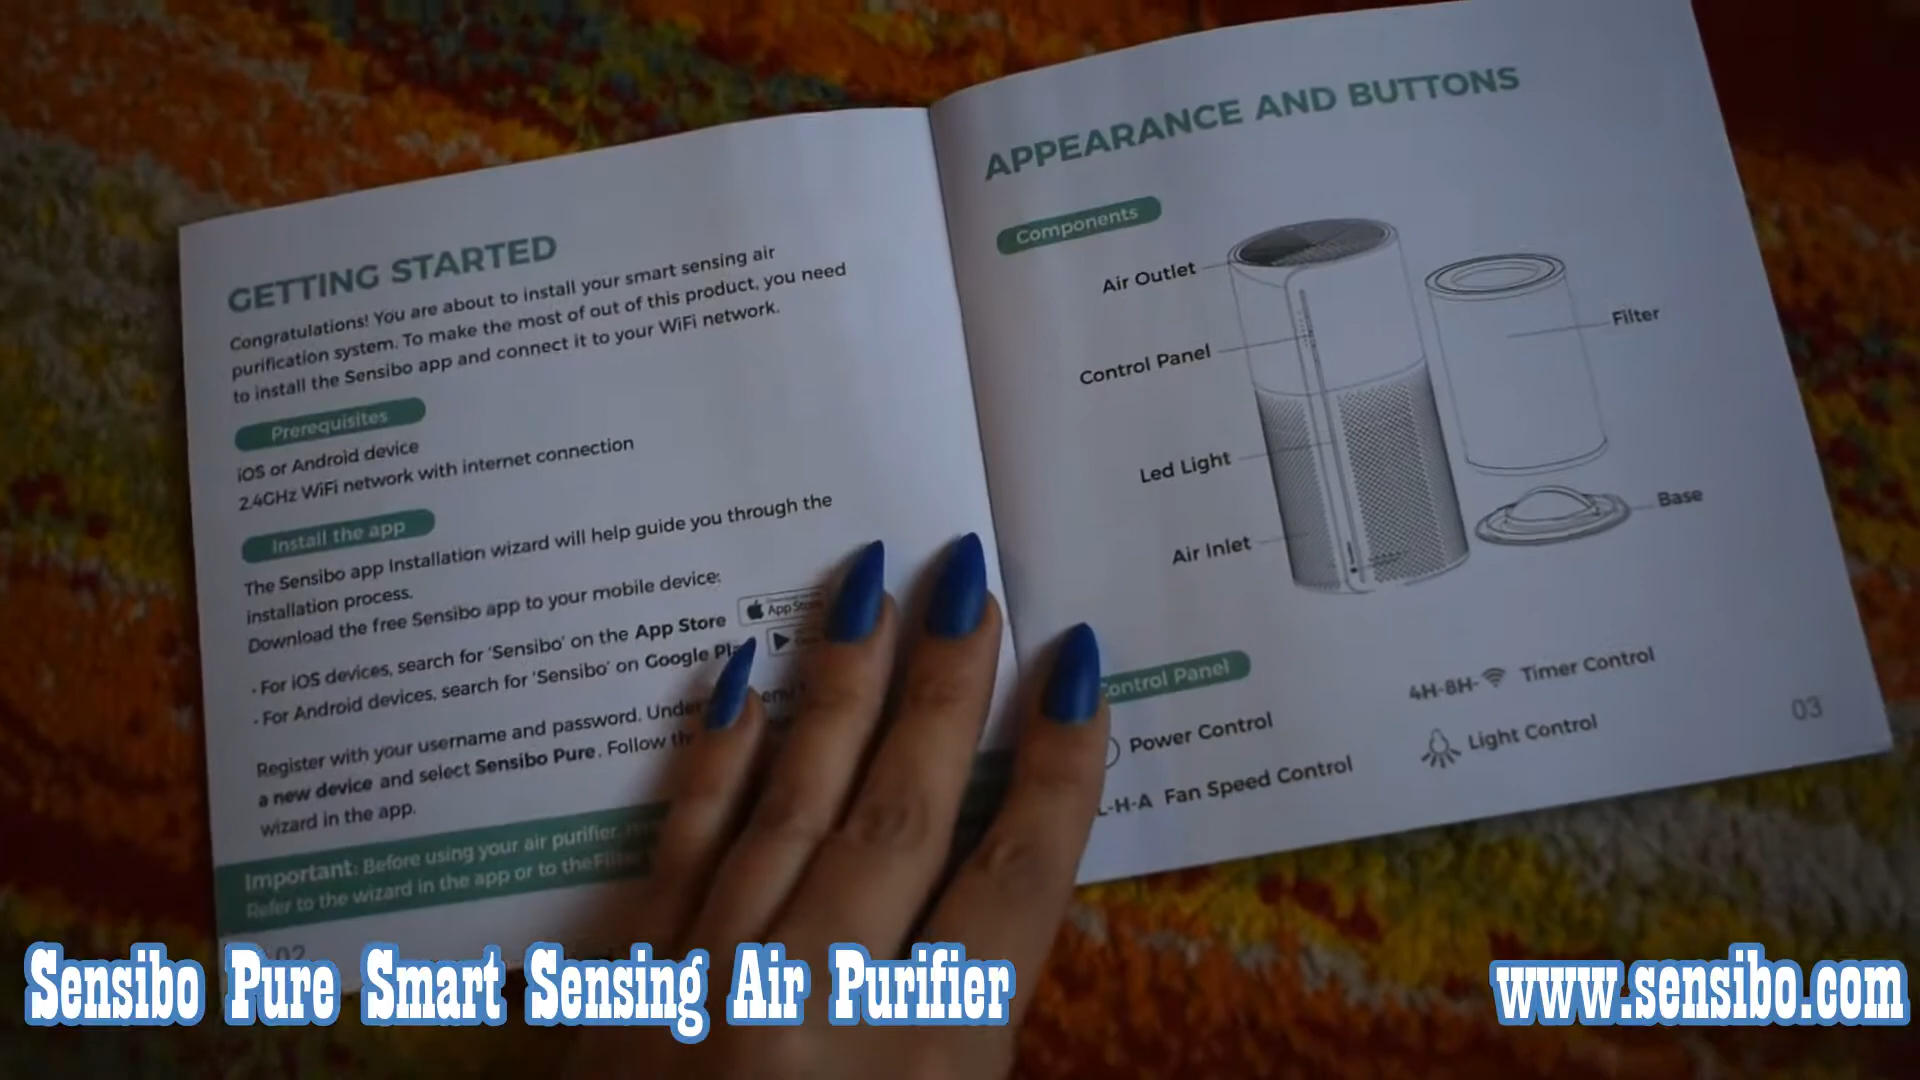 GETTING STARTED
Congratulations! You are about to install your smart sensing air
purification system. To make the most of out of this product, you need
to install the Sensibo app and connect it to your WiFi network.
Prerequisites
iOS or Android device
2.4GHz WiFi network with internet connection
Install the app
The Sensibo app Installation wizard will help guide you through the
installation process.
Download the free Sensibo app to your mobile device:
• For iOS devices, search for 'Sensibo' on the App Store
App Store
• For Android devices, search for 'Sensibo' on Google
Register with your username and password.
a new device and select Sensibo Pure. Follow
wizard in the app.
Important: Before using your air purifier,
Refer to the wizard in the app or to the Filter
02
APPEARANCE AND BUTTONS
Components
Air Outlet
Control Panel
Led Light
Air Inlet
Filter
Base
Control Panel
Power Control
L-H-A Fan Speed Control
4H-8H- Timer Control
Light Control
03
Sensibo Pure Smart Sensing Air Purifier
www.sensibo.com